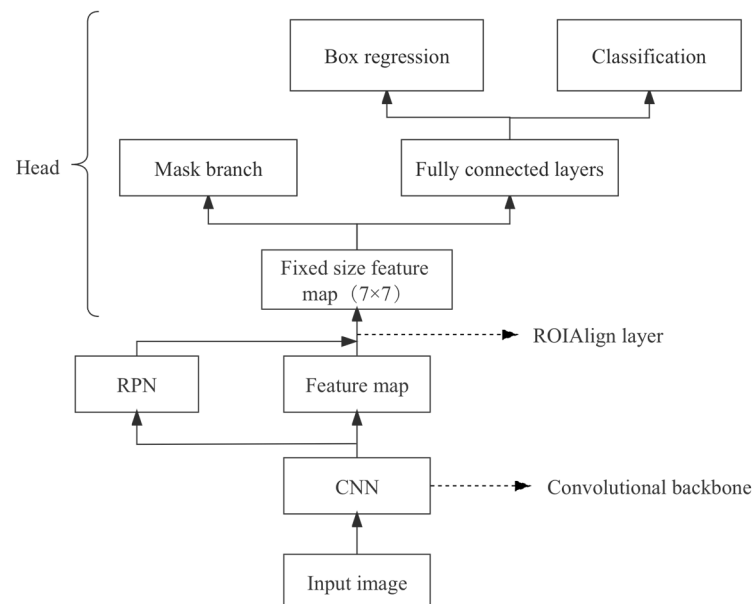 Box regression
Classification
Head
Mask branch
Fully connected layers
Fixed size feature
map（7×7）
ROIAlign layer
RPN
Feature map
CNN
Convolutional backbone
Input image